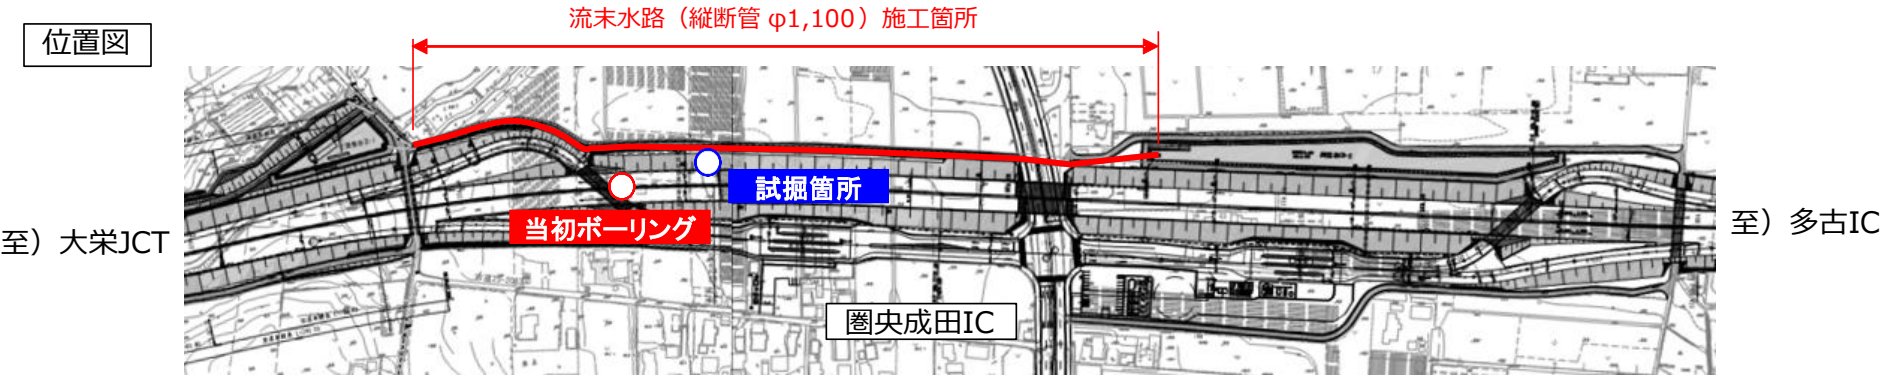 流末水路（縦断管 φ1,100）施工箇所
位置図
試掘箇所
当初ボーリング
至）大栄JCT
至）多古IC
圏央成田IC